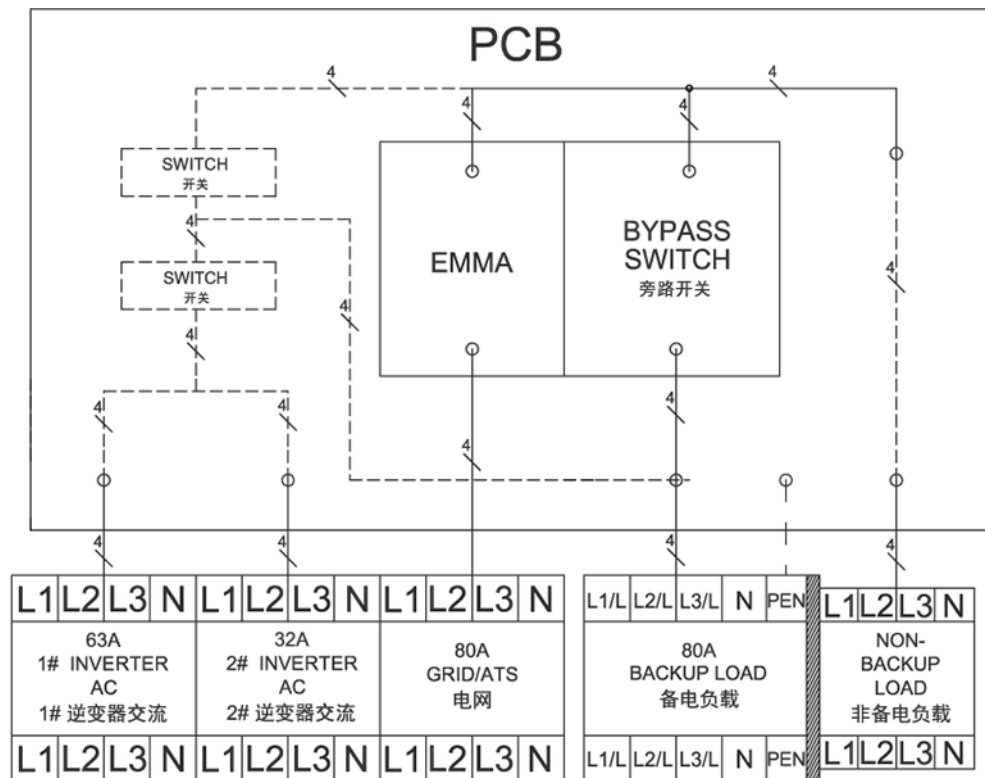 PCB
4
4
4
4
SWITCH
开关
4
SWITCH
开关
EMMA
BYPASS
SWITCH
旁路开关
4
4
4
4
4
4
4
4
4
4
4
L1 L2 L3 N L1 L2 L3 N L1 L2 L3 N L1/L L2/L L3/L N PEN L1 L2 L3 N
63A
1# INVERTER
AC
1# 逆变器交流
32A
2# INVERTER
AC
2# 逆变器交流
80A
GRID/ATS
电网
80A
BACKUP LOAD
备电负载
NON-
BACKUP
LOAD
非备电负载
L1 L2 L3 N L1 L2 L3 N L1 L2 L3 N L1/L L2/L L3/L N PEN L1 L2 L3 N